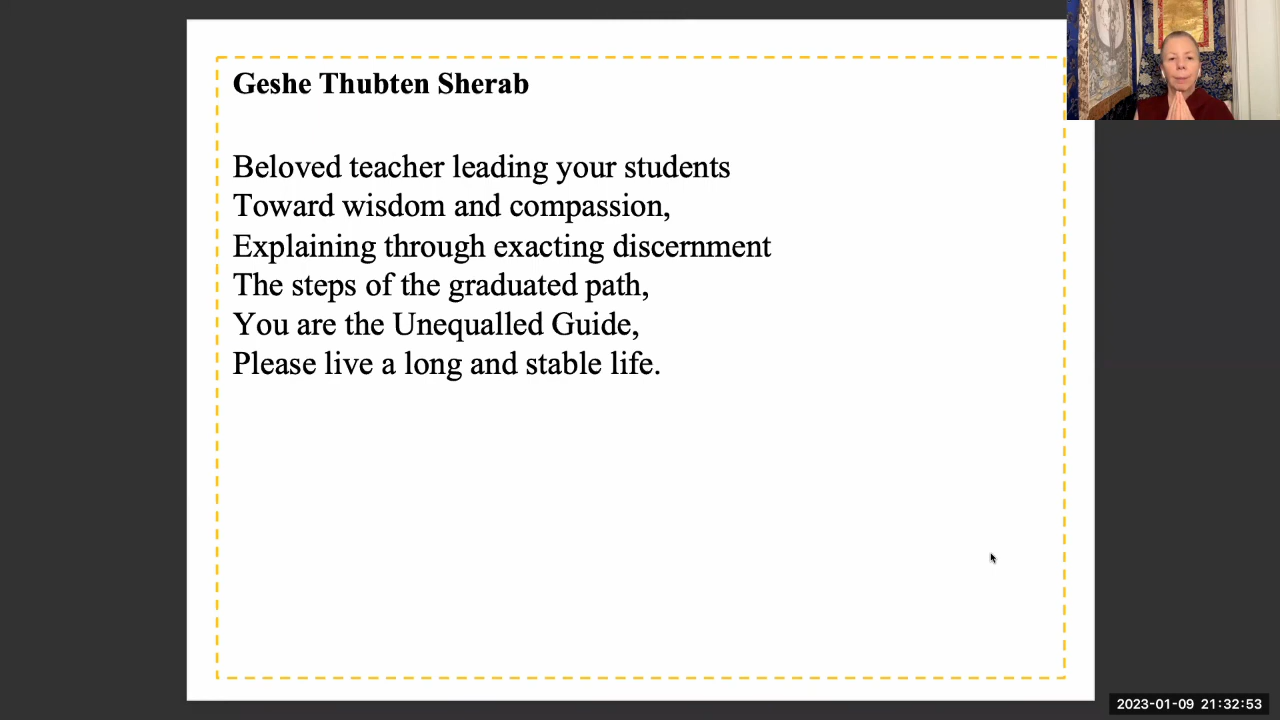 Geshe Thubten Sherab
Beloved teacher leading your students
Toward wisdom and compassion,
Explaining through exacting discernment
The steps of the graduated path,
You are the Unequalled Guide,
Please live a long and stable life.
2023-01-09 21:32:53